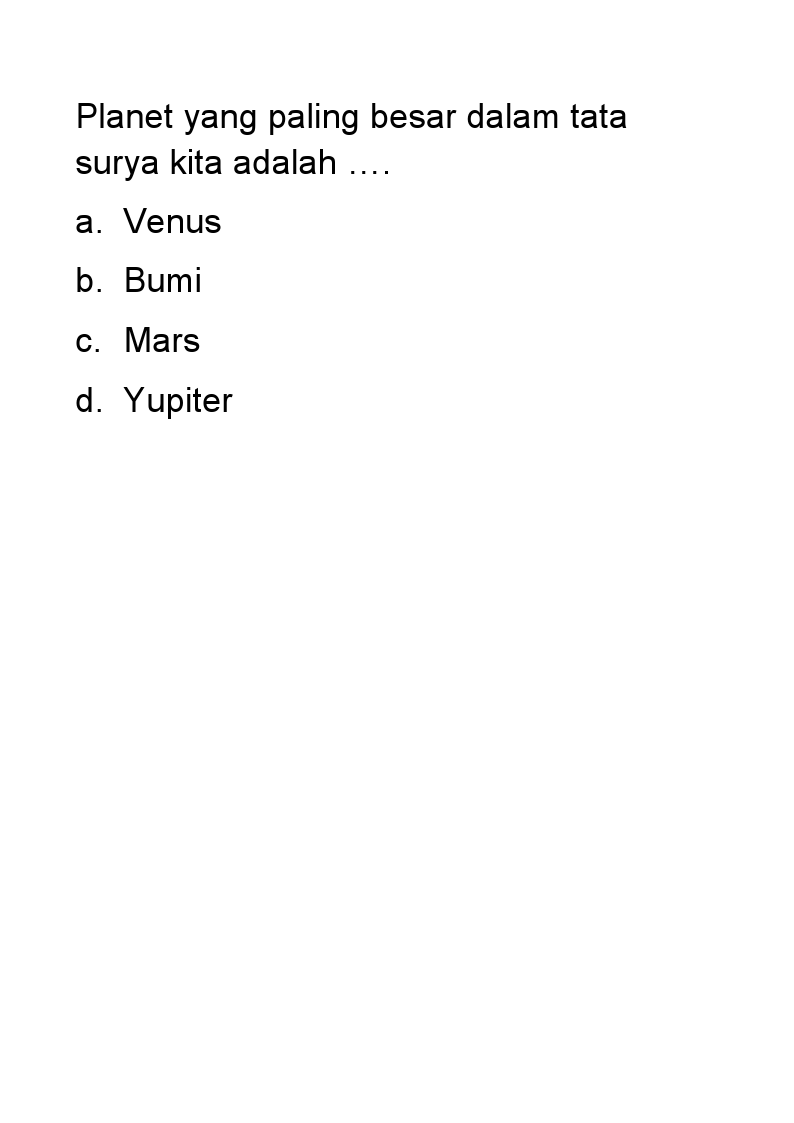 Planet yang paling besar dalam tata
surya kita adalah ….
a. Venus
b. Bumi
c. Mars
d. Yupiter